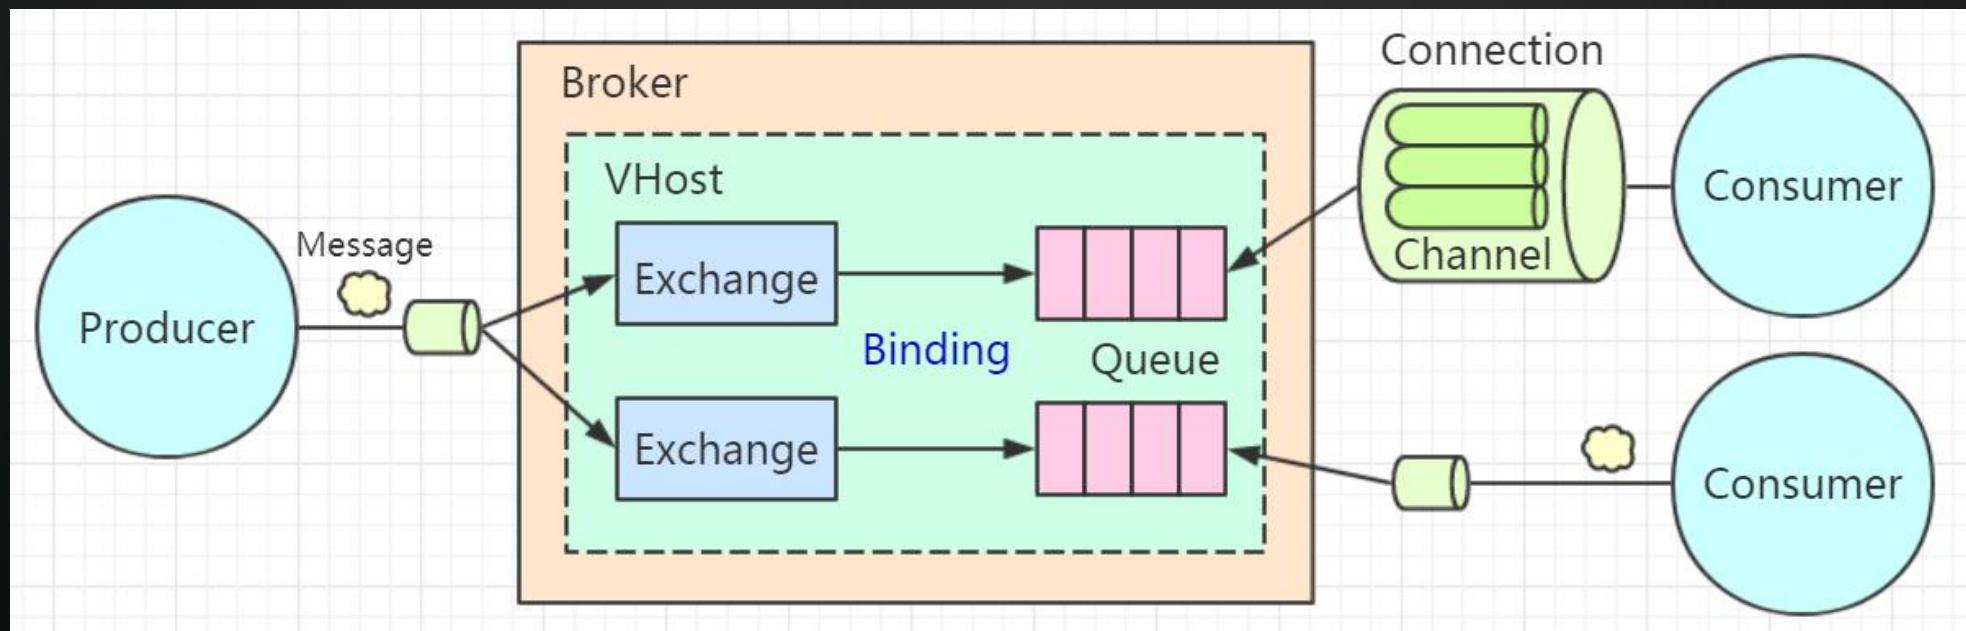 Connection
Broker
VHost
Consumer
Message
Channel
Exchange
Producer
Binding
Queue
Exchange
Consumer